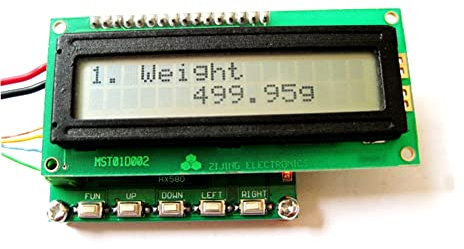 1. Weight
499.95g
MST01D002
ZIJING ELECTRONICS
HX580
FUN UP DOWN LEFT RIGHT